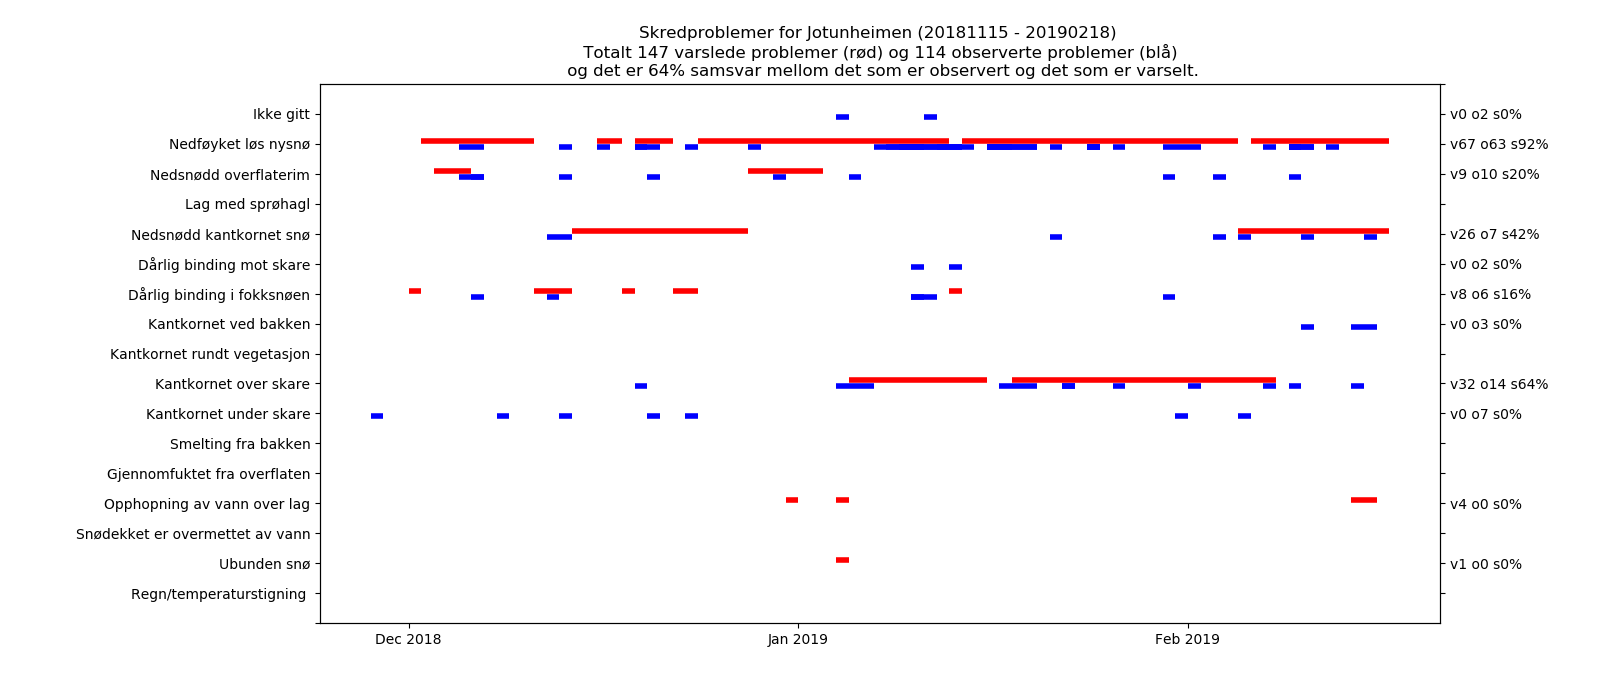 Skredproblemer for Jotunheimen (20181115 - 20190218)
Totalt 147 varslede problemer (rød) og 114 observerte problemer (blå)
og det er 64% samsvar mellom det som er observert og det som er varselt.
Ikke gitt v0 o2 s0%
Nedføyket løs nysnø v67 o63 s92%
Nedsnødd overflaterim v9 o10 s20%
Lag med sprøhagl
Nedsnødd kantkornet snø v26 o7 s42%
Dårlig binding mot skare v0 o2 s0%
Dårlig binding i fokksnøen v8 o6 s16%
Kantkornet ved bakken v0 o3 s0%
Kantkornet rundt vegetasjon
Kantkornet over skare v32 o14 s64%
Kantkornet under skare v0 o7 s0%
Smelting fra bakken
Gjennomfuktet fra overflaten
Opphopning av vann over lag v4 o0 s0%
Snødekket er overmettet av vann
Ubunden snø v1 o0 s0%
Regn/temperaturstigning
Dec 2018 Jan 2019 Feb 2019